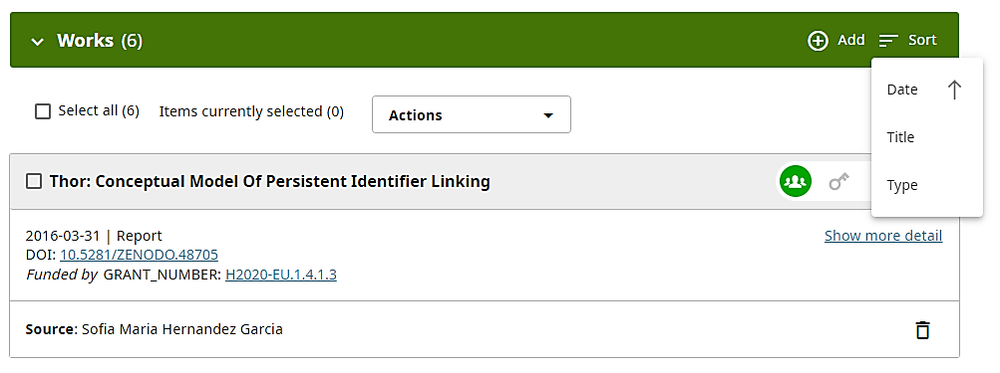 Works (6)
Add
Sort
Date
Title
Type
Select all (6)
Items currently selected (0)
Actions
Thor: Conceptual Model Of Persistent Identifier Linking
2016-03-31 | Report
Show more detail
DOI: 10.5281/ZENODO.48705
Funded by GRANT_NUMBER: H2020-EU.1.4.1.3
Source: Sofia Maria Hernandez Garcia